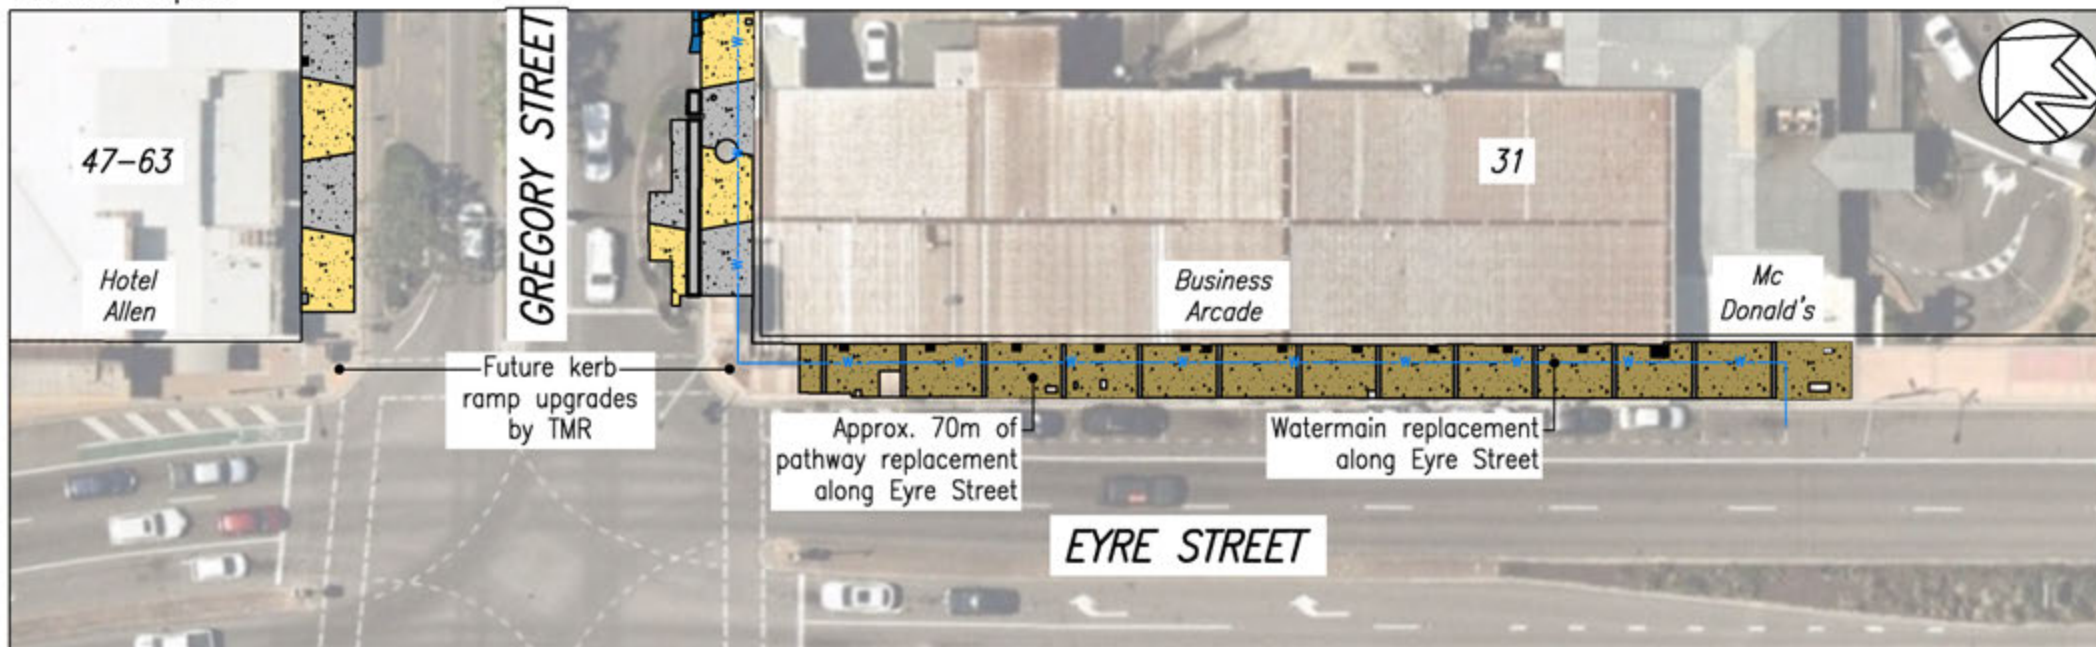 GREGORY STREET
47-63
31
Hotel
Allen
Business
Arcade
Mc
Donald's
Future kerb
ramp upgrades
by TMR
Approx. 70m of
pathway replacement
along Eyre Street
Watermain replacement
along Eyre Street
EYRE STREET
W
W
W
W
W
W
W
W
W
W
W
W
N